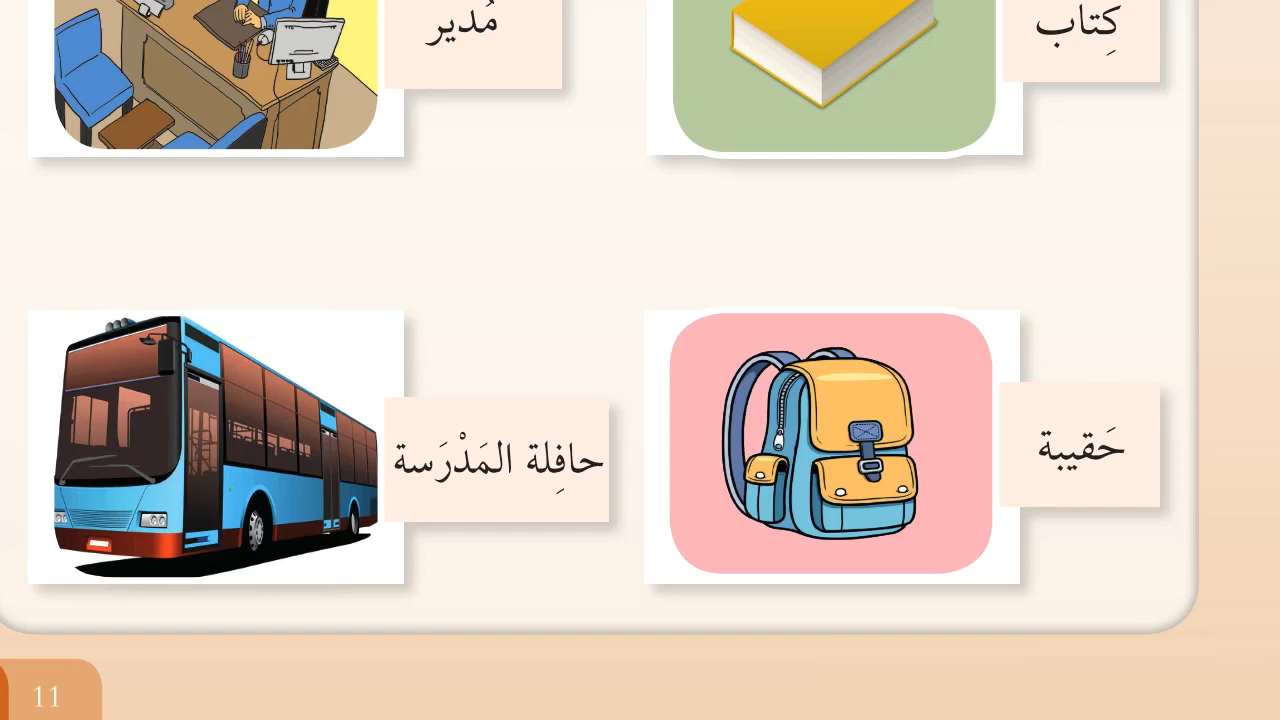 كِتاب
مُدير
حَقيبة
حافِلة المَدْرَسة
11